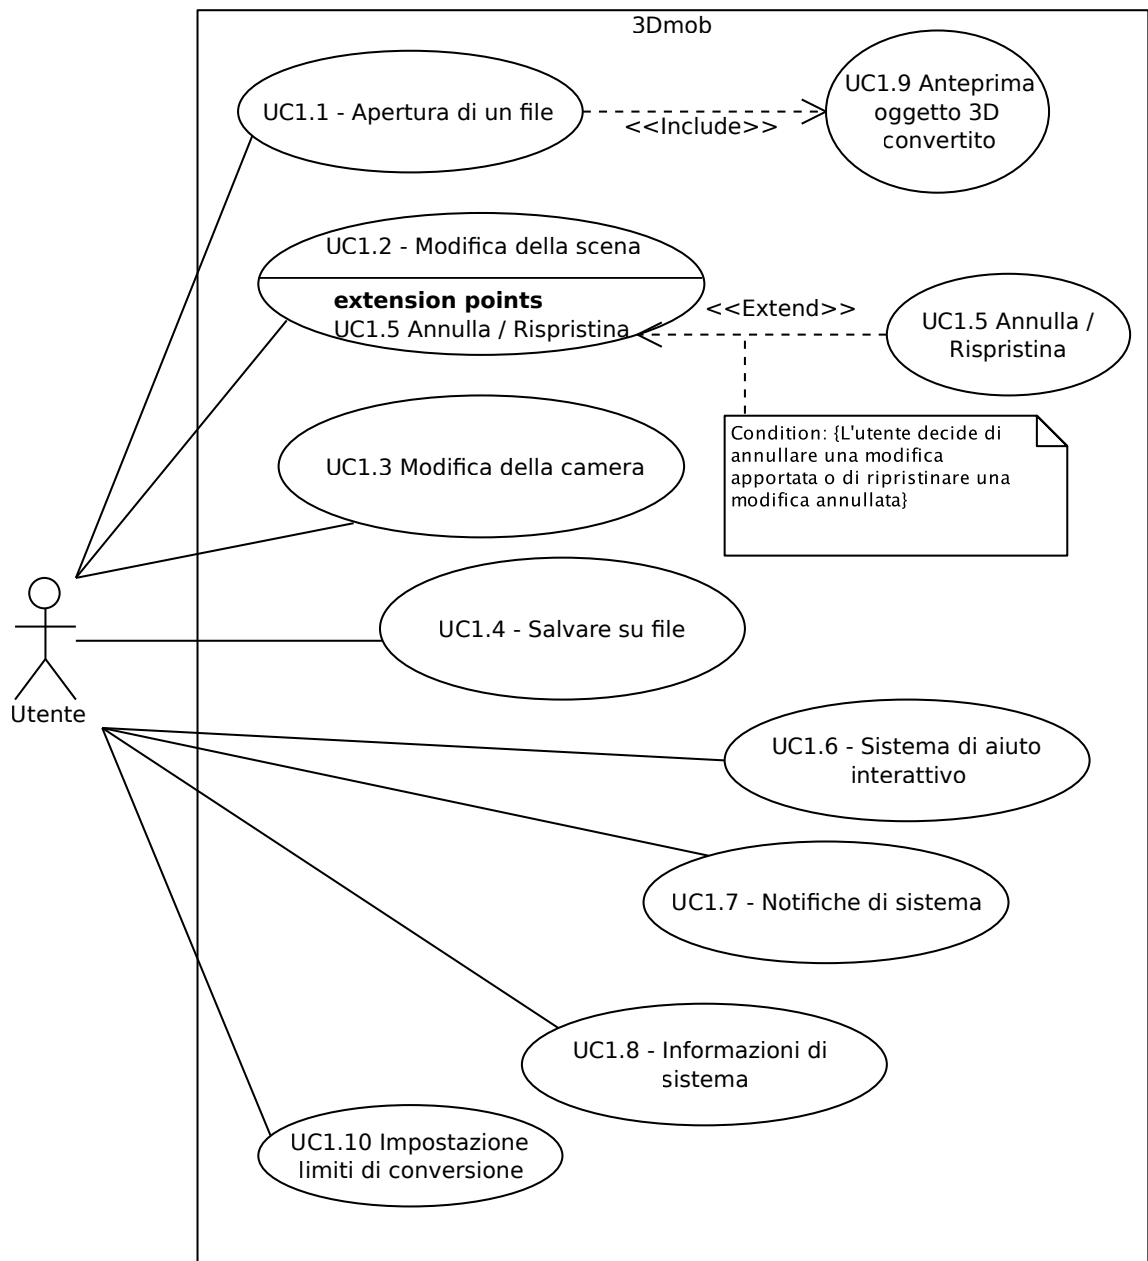 3Dmob
UC1.1 - Apertura di un file
<<Include>>
UC1.9 Anteprima
oggetto 3D
convertito
UC1.2 - Modifica della scena
extension points
UC1.5 Annulla / Rispristina
<<Extend>>
UC1.5 Annulla /
Rispristina
Condition: {L'utente decide di
annullare una modifica
apportata o di ripristinare una
modifica annullata}
UC1.3 Modifica della camera
UC1.4 - Salvare su file
Utente
UC1.6 - Sistema di aiuto
interattivo
UC1.7 - Notifiche di sistema
UC1.8 - Informazioni di
sistema
UC1.10 Impostazione
limiti di conversione